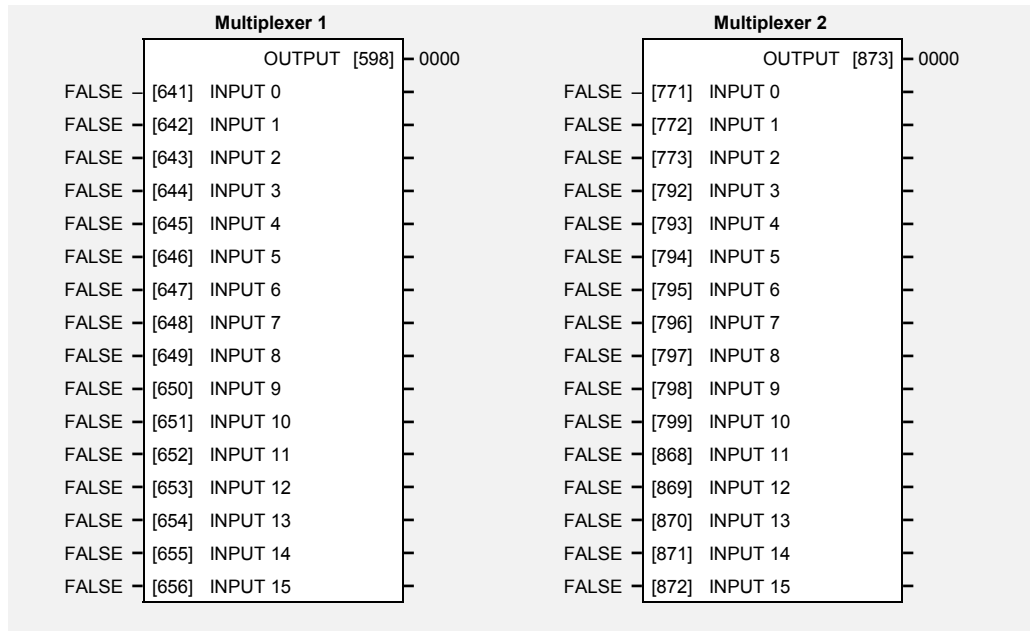 Multiplexer 1
OUTPUT [598] 0000
FALSE [641] INPUT 0
FALSE [642] INPUT 1
FALSE [643] INPUT 2
FALSE [644] INPUT 3
FALSE [645] INPUT 4
FALSE [646] INPUT 5
FALSE [647] INPUT 6
FALSE [648] INPUT 7
FALSE [649] INPUT 8
FALSE [650] INPUT 9
FALSE [651] INPUT 10
FALSE [652] INPUT 11
FALSE [653] INPUT 12
FALSE [654] INPUT 13
FALSE [655] INPUT 14
FALSE [656] INPUT 15
Multiplexer 2
OUTPUT [873] 0000
FALSE [771] INPUT 0
FALSE [772] INPUT 1
FALSE [773] INPUT 2
FALSE [792] INPUT 3
FALSE [793] INPUT 4
FALSE [794] INPUT 5
FALSE [795] INPUT 6
FALSE [796] INPUT 7
FALSE [797] INPUT 8
FALSE [798] INPUT 9
FALSE [799] INPUT 10
FALSE [868] INPUT 11
FALSE [869] INPUT 12
FALSE [870] INPUT 13
FALSE [871] INPUT 14
FALSE [872] INPUT 15